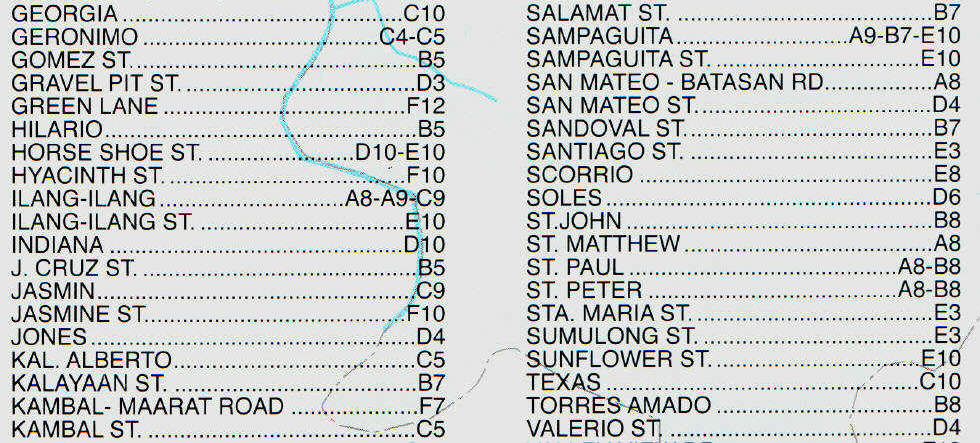 GEORGIA ........ C10
GERONIMO ........ C4-C5
GOMEZ ST. ........ B5
GRAVEL PIT ST. ........ D3
GREEN LANE ........ F12
HILARIO ........ B5
HORSE SHOE ST. ........ D10-E10
HYACINTH ST. ........ F10
ILANG-ILANG ........ A8-A9-C9
ILANG-ILANG ST. ........ E10
INDIANA ........ D10
J. CRUZ ST. ........ B5
JASMIN ........ C9
JASMINE ST. ........ F10
JONES ........ D4
KAL. ALBERTO ........ C5
KALAYAAN ST. ........ B7
KAMBAL- MAARAT ROAD ........ F7
KAMBAL ST. ........ C5
SALAMAT ST. ........ B7
SAMPAGUITA ........ A9-B7-E10
SAMPAGUITA ST. ........ E10
SAN MATEO - BATASAN RD. ........ A8
SAN MATEO ST. ........ D4
SANDOVAL ST. ........ B7
SANTIAGO ST. ........ E3
SCORRIO ........ E8
SOLES ........ D6
ST.JOHN ........ B8
ST. MATTHEW ........ A8
ST. PAUL ........ A8-B8
ST. PETER ........ A8-B8
STA. MARIA ST. ........ E3
SUMULONG ST. ........ E3
SUNFLOWER ST. ........ E10
TEXAS ........ C10
TORRES AMADO ........ B8
VALERIO ST. ........ D4